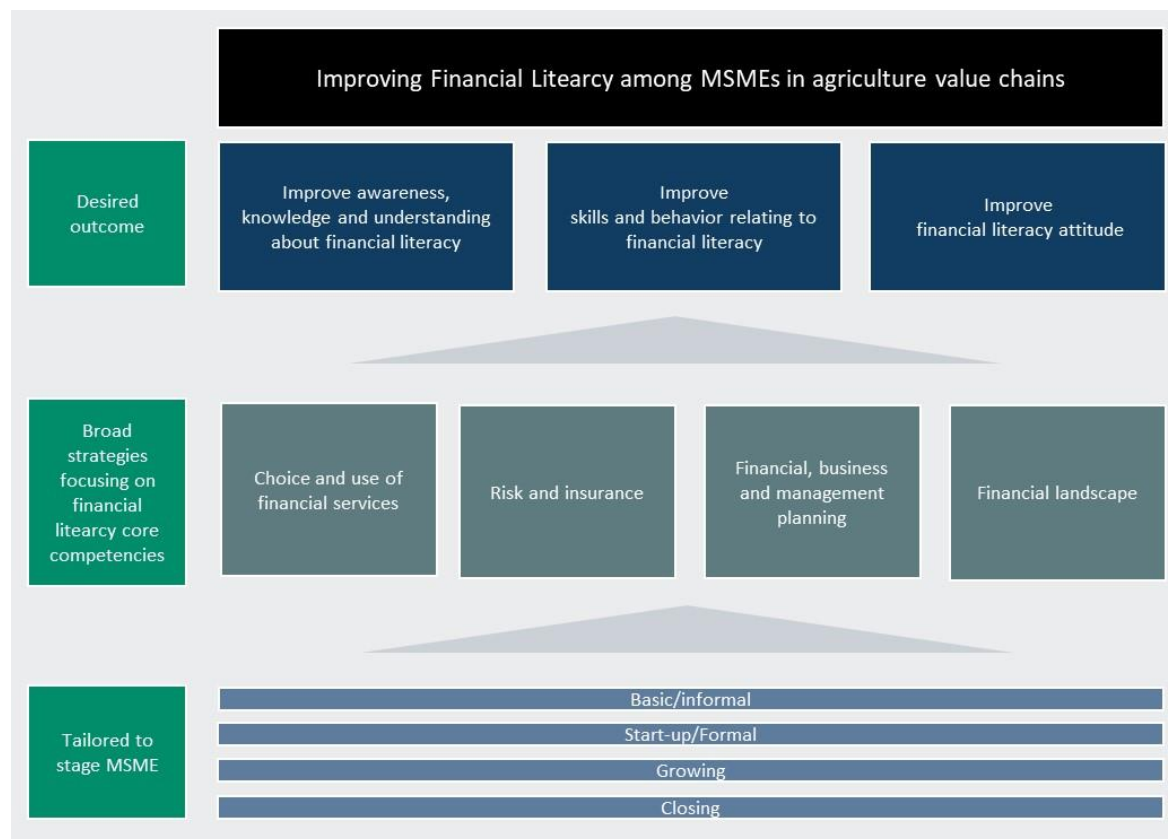 Improving Financial Litearcy among MSMEs in agriculture value chains
Desired
outcome
Improve awareness,
knowledge and understanding
about financial literacy
Improve
skills and behavior relating to
financial literacy
Improve
financial literacy attitude
Broad
strategies
focusing on
financial
litearcy core
competencies
Choice and use of
financial services
Risk and insurance
Financial, business
and management
planning
Financial landscape
Tailored to
stage MSME
Basic/informal
Start-up/Formal
Growing
Closing